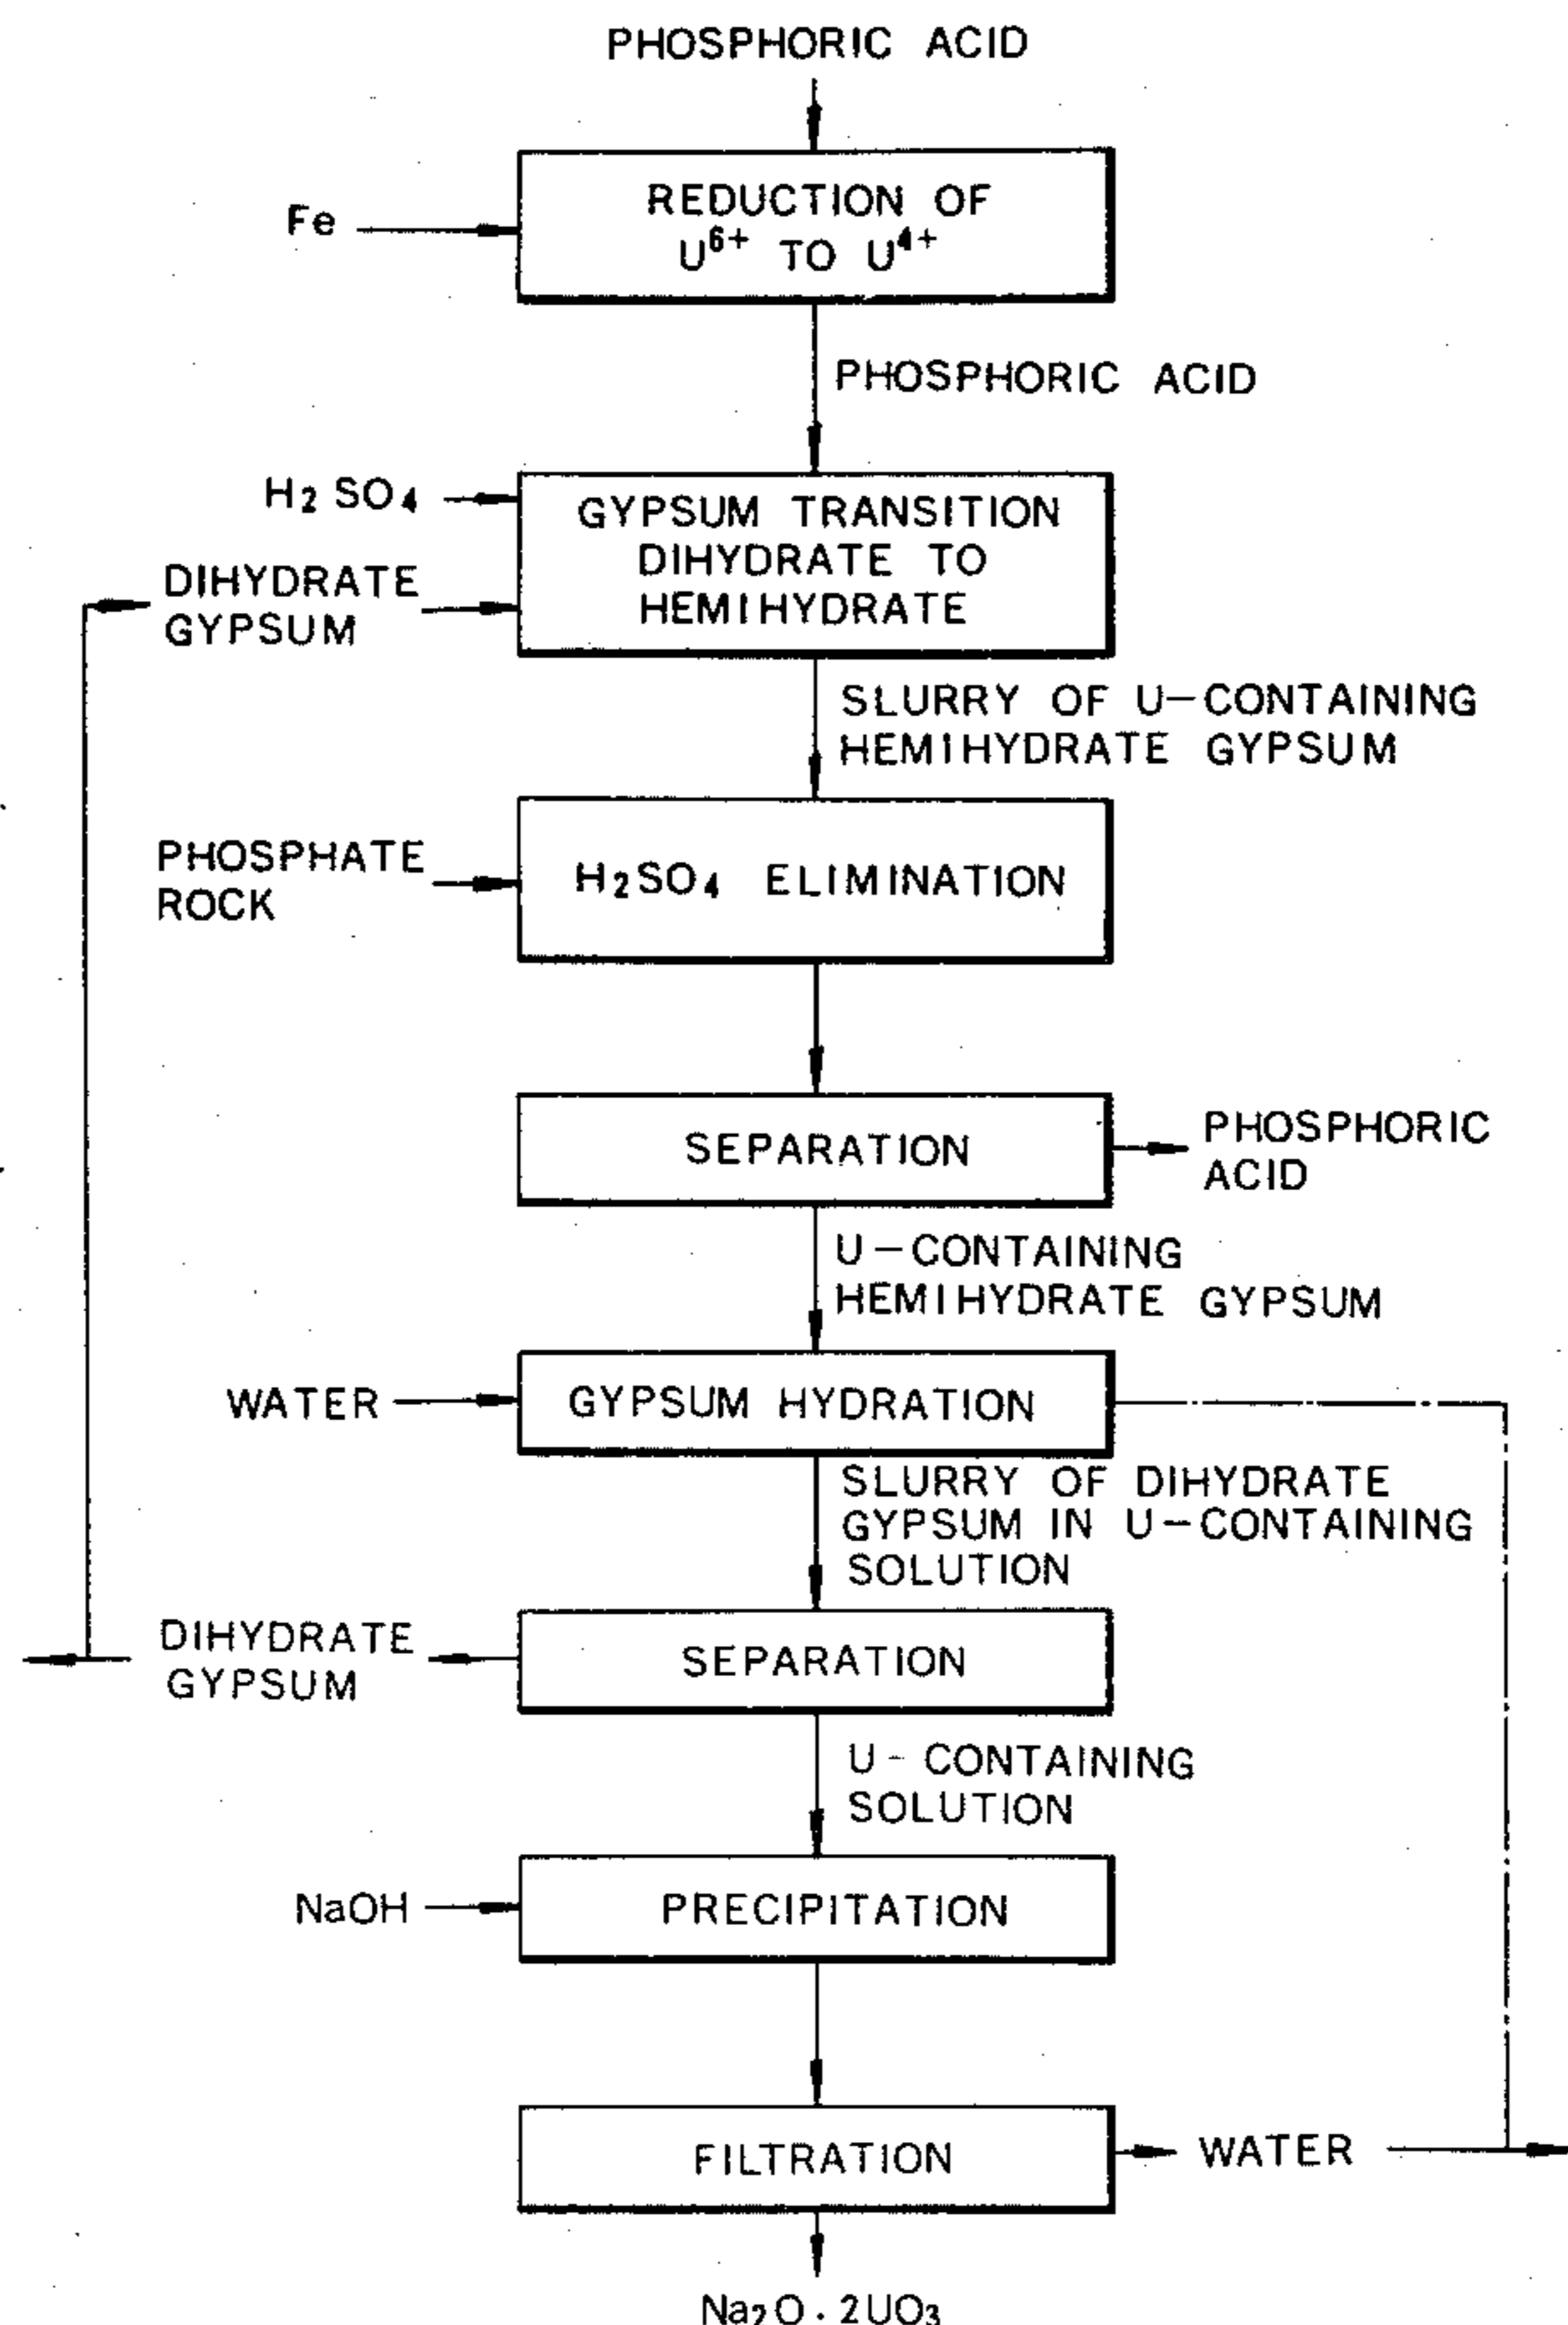 PHOSPHORIC ACID
Fe
REDUCTION OF
U⁶⁺ TO U⁴⁺
PHOSPHORIC ACID
H₂SO₄
GYPSUM TRANSITION
DIHYDRATE TO
HEMIHYDRATE
DIHYDRATE
GYPSUM
SLURRY OF U-CONTAINING
HEMIHYDRATE GYPSUM
PHOSPHATE
ROCK
H₂SO₄ ELIMINATION
SEPARATION
PHOSPHORIC
ACID
U-CONTAINING
HEMIHYDRATE GYPSUM
WATER
GYPSUM HYDRATION
SLURRY OF DIHYDRATE
GYPSUM IN U-CONTAINING
SOLUTION
DIHYDRATE
GYPSUM
SEPARATION
U-CONTAINING
SOLUTION
NaOH
PRECIPITATION
FILTRATION
WATER
Na₂O.2UO₃